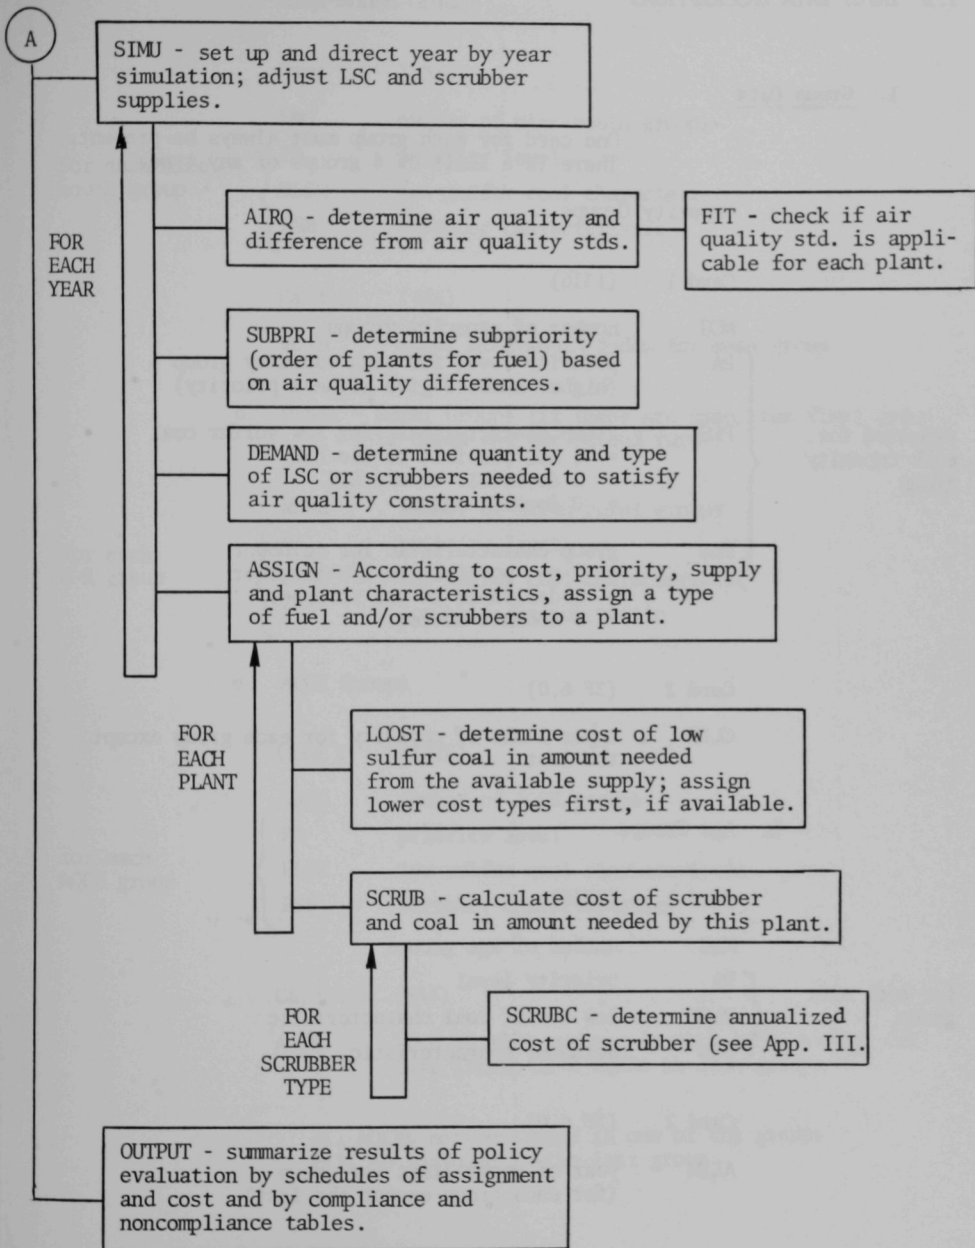 A
SIMU - set up and direct year by year
simulation; adjust LSC and scrubber
supplies.
FOR
EACH
YEAR
AIRQ - determine air quality and
difference from air quality stds.
FIT - check if air
quality std. is appli-
cable for each plant.
SUBPRI - determine subpriority
(order of plants for fuel) based
on air quality differences.
DEMAND - determine quantity and type
of LSC or scrubbers needed to satisfy
air quality constraints.
ASSIGN - According to cost, priority, supply
and plant characteristics, assign a type
of fuel and/or scrubbers to a plant.
FOR
EACH
PLANT
LCOST - determine cost of low
sulfur coal in amount needed
from the available supply; assign
lower cost types first, if available.
SCRUB - calculate cost of scrubber
and coal in amount needed by this plant.
FOR
EACH
SCRUBBER
TYPE
SCRUBC - determine annualized
cost of scrubber (see App. III.
OUTPUT - summarize results of policy
evaluation by schedules of assignment
and cost and by compliance and
noncompliance tables.